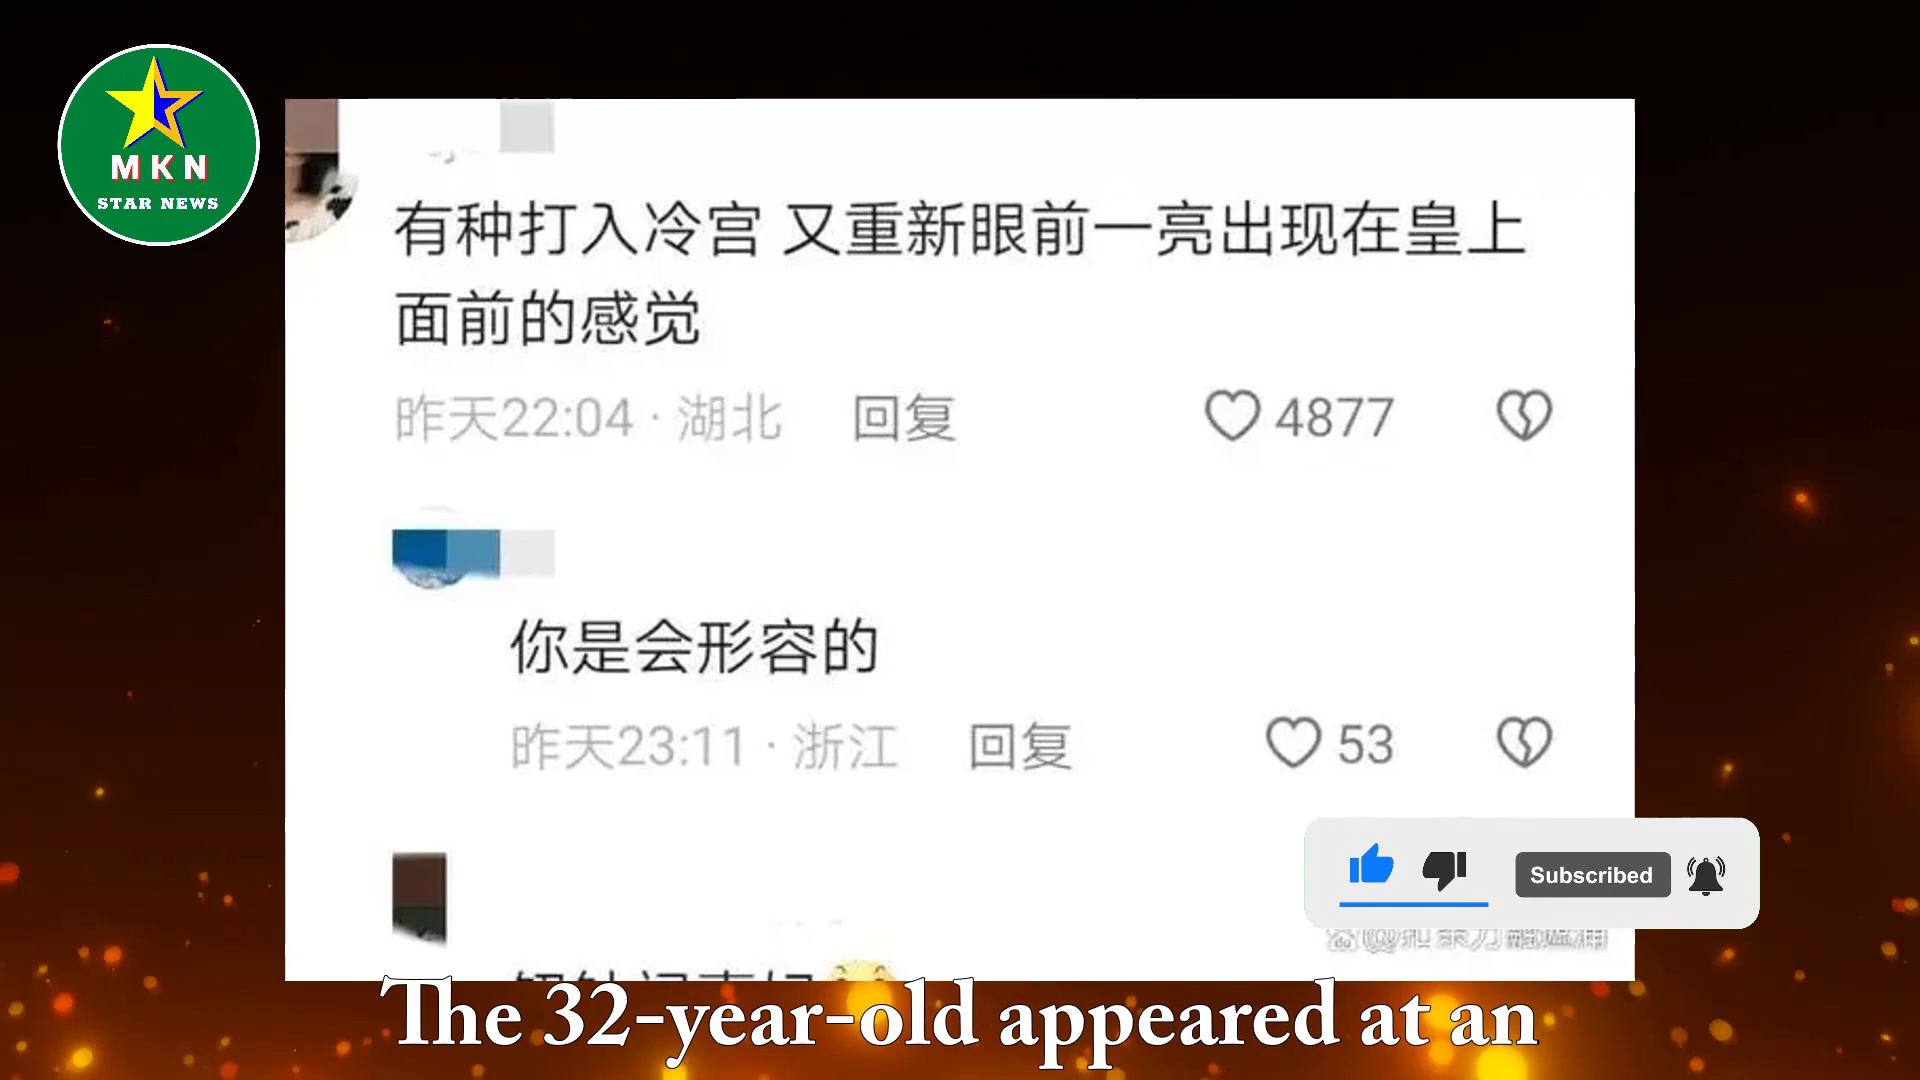 MKN
STAR NEWS
有种打入冷宫 又重新眼前一亮出现在皇上
面前的感觉
昨天22:04 · 湖北 回复 4877
你是会形容的
昨天23:11 · 浙江 回复 53
Subscribed
The 32-year-old appeared at an